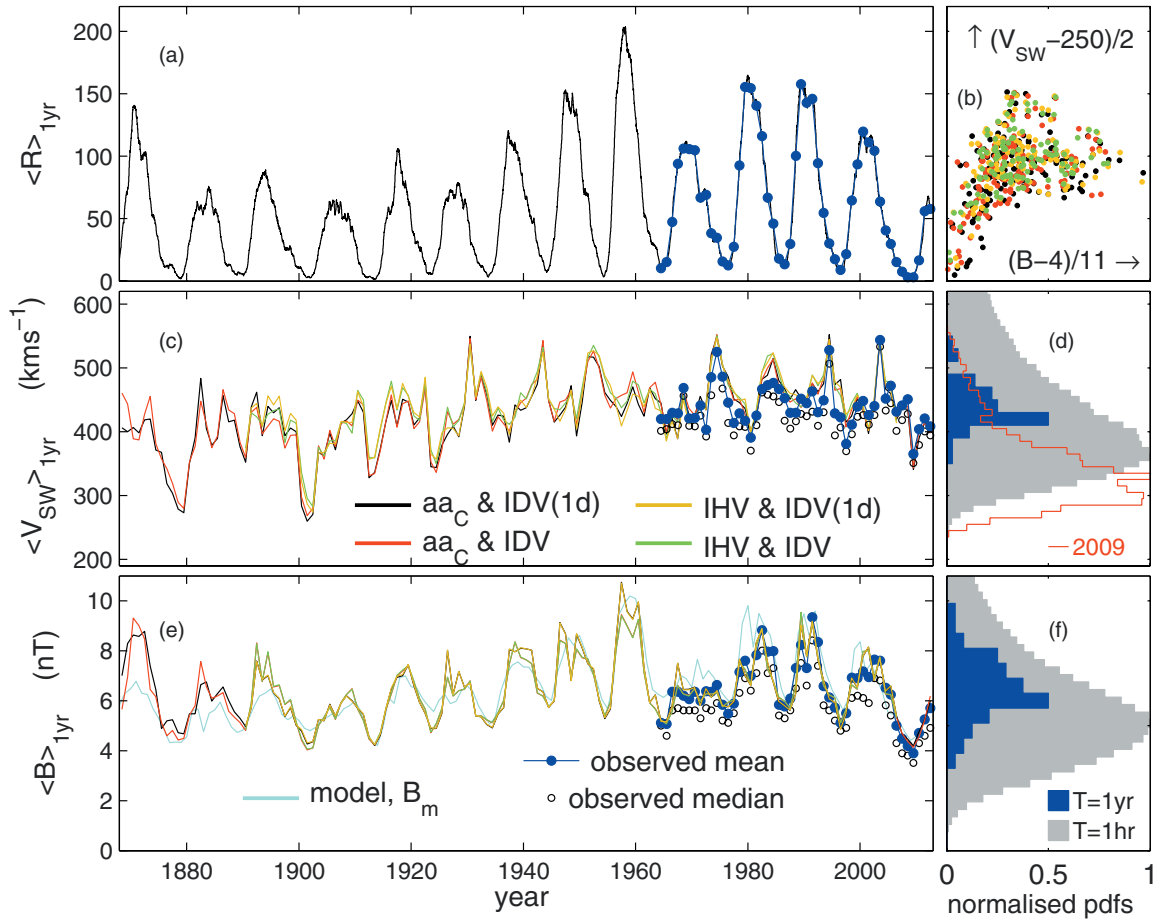 200
150
100
50
0
<R>1yr
(a)
↑ (VSW−250)/2
(b)
(B−4)/11 →
600
500
400
300
200
<VSW>1yr (kms−1)
(c)
aaC & IDV(1d)
aaC & IDV
IHV & IDV(1d)
IHV & IDV
(d)
2009
10
8
6
4
2
0
<B>1yr (nT)
(e)
model, Bm
observed mean
observed median
(f)
T=1yr
T=1hr
1880 1900 1920 1940 1960 1980 2000
year
0 0.5 1
normalised pdfs